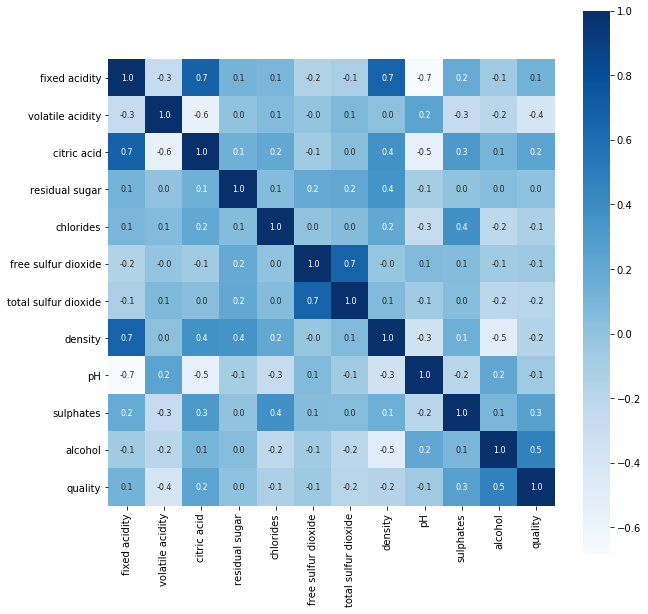 fixed acidity 1.0 -0.3 0.7 0.1 0.1 -0.2 -0.1 0.7 -0.7 0.2 -0.1 0.1
volatile acidity -0.3 1.0 -0.6 0.0 0.1 -0.0 0.1 0.0 0.2 -0.3 -0.2 -0.4
citric acid 0.7 -0.6 1.0 0.1 0.2 -0.1 0.0 0.4 -0.5 0.3 0.1 0.2
residual sugar 0.1 0.0 0.1 1.0 0.1 0.2 0.2 0.4 -0.1 0.0 0.0 0.0
chlorides 0.1 0.1 0.2 0.1 1.0 0.0 0.0 0.2 -0.3 0.4 -0.2 -0.1
free sulfur dioxide -0.2 -0.0 -0.1 0.2 0.0 1.0 0.7 -0.0 0.1 0.1 -0.1 -0.1
total sulfur dioxide -0.1 0.1 0.0 0.2 0.0 0.7 1.0 0.1 -0.1 0.0 -0.2 -0.2
density 0.7 0.0 0.4 0.4 0.2 -0.0 0.1 1.0 -0.3 0.1 -0.5 -0.2
pH -0.7 0.2 -0.5 -0.1 -0.3 0.1 -0.1 -0.3 1.0 -0.2 0.2 -0.1
sulphates 0.2 -0.3 0.3 0.0 0.4 0.1 0.0 0.1 -0.2 1.0 0.1 0.3
alcohol -0.1 -0.2 0.1 0.0 -0.2 -0.1 -0.2 -0.5 0.2 0.1 1.0 0.5
quality 0.1 -0.4 0.2 0.0 -0.1 -0.1 -0.2 -0.2 -0.1 0.3 0.5 1.0
fixed acidity
volatile acidity
citric acid
residual sugar
chlorides
free sulfur dioxide
total sulfur dioxide
density
pH
sulphates
alcohol
quality
1.0
0.8
0.6
0.4
0.2
0.0
−0.2
−0.4
−0.6